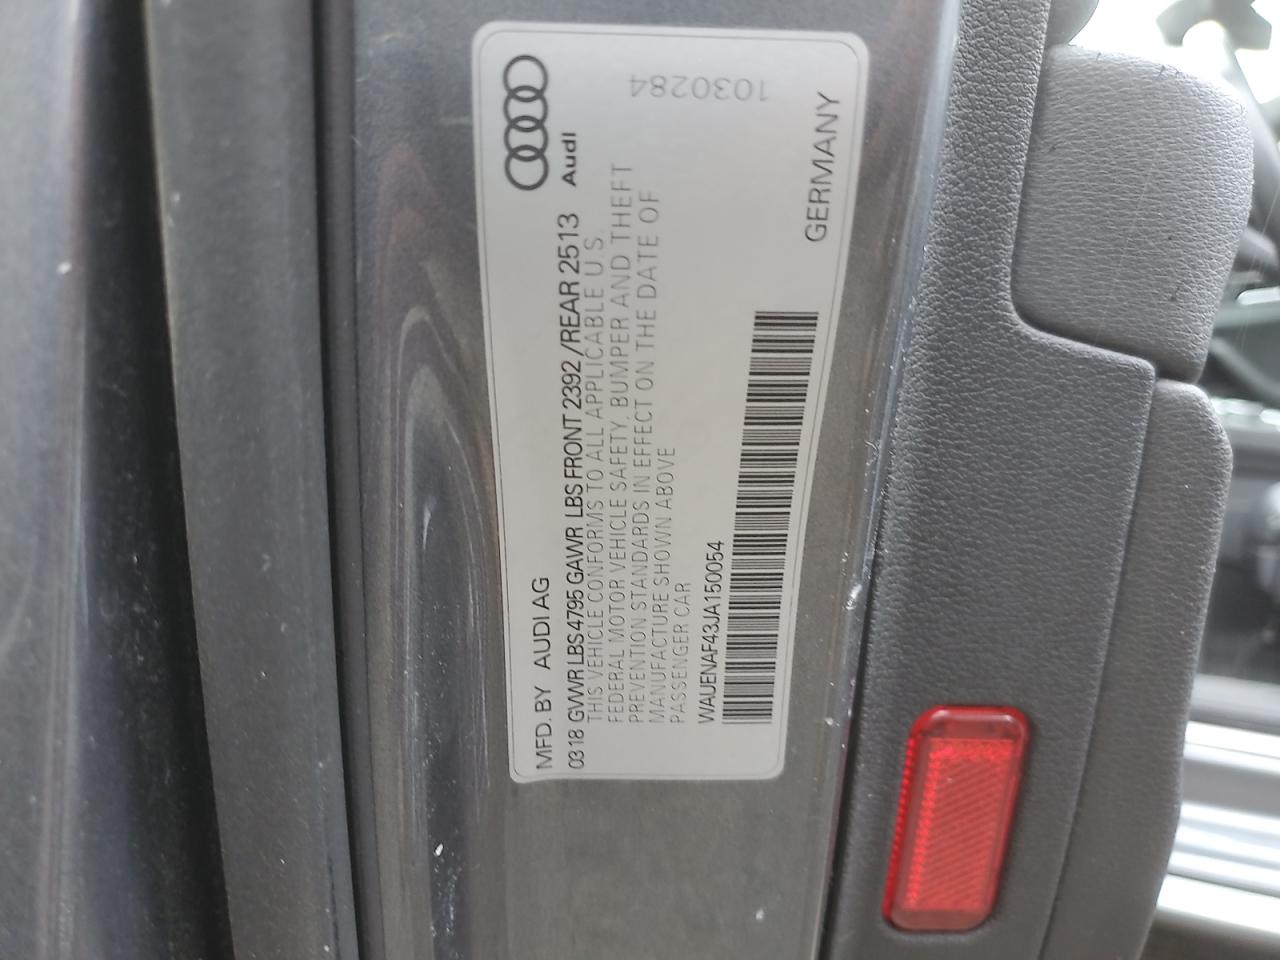 Audi
MFD. BY AUDI AG
0318 GVWR LBS 4795 GAWR LBS FRONT 2392 /REAR 2513
THIS VEHICLE CONFORMS TO ALL APPLICABLE U.S.
FEDERAL MOTOR VEHICLE SAFETY, BUMPER AND THEFT
PREVENTION STANDARDS IN EFFECT ON THE DATE OF
MANUFACTURE SHOWN ABOVE
PASSENGER CAR
WAUENAF43JA150054
GERMANY
1030284